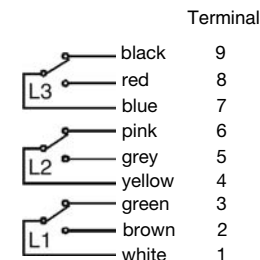 Terminal
black 9
red 8
L3
blue 7
pink 6
grey 5
L2
yellow 4
green 3
brown 2
L1
white 1